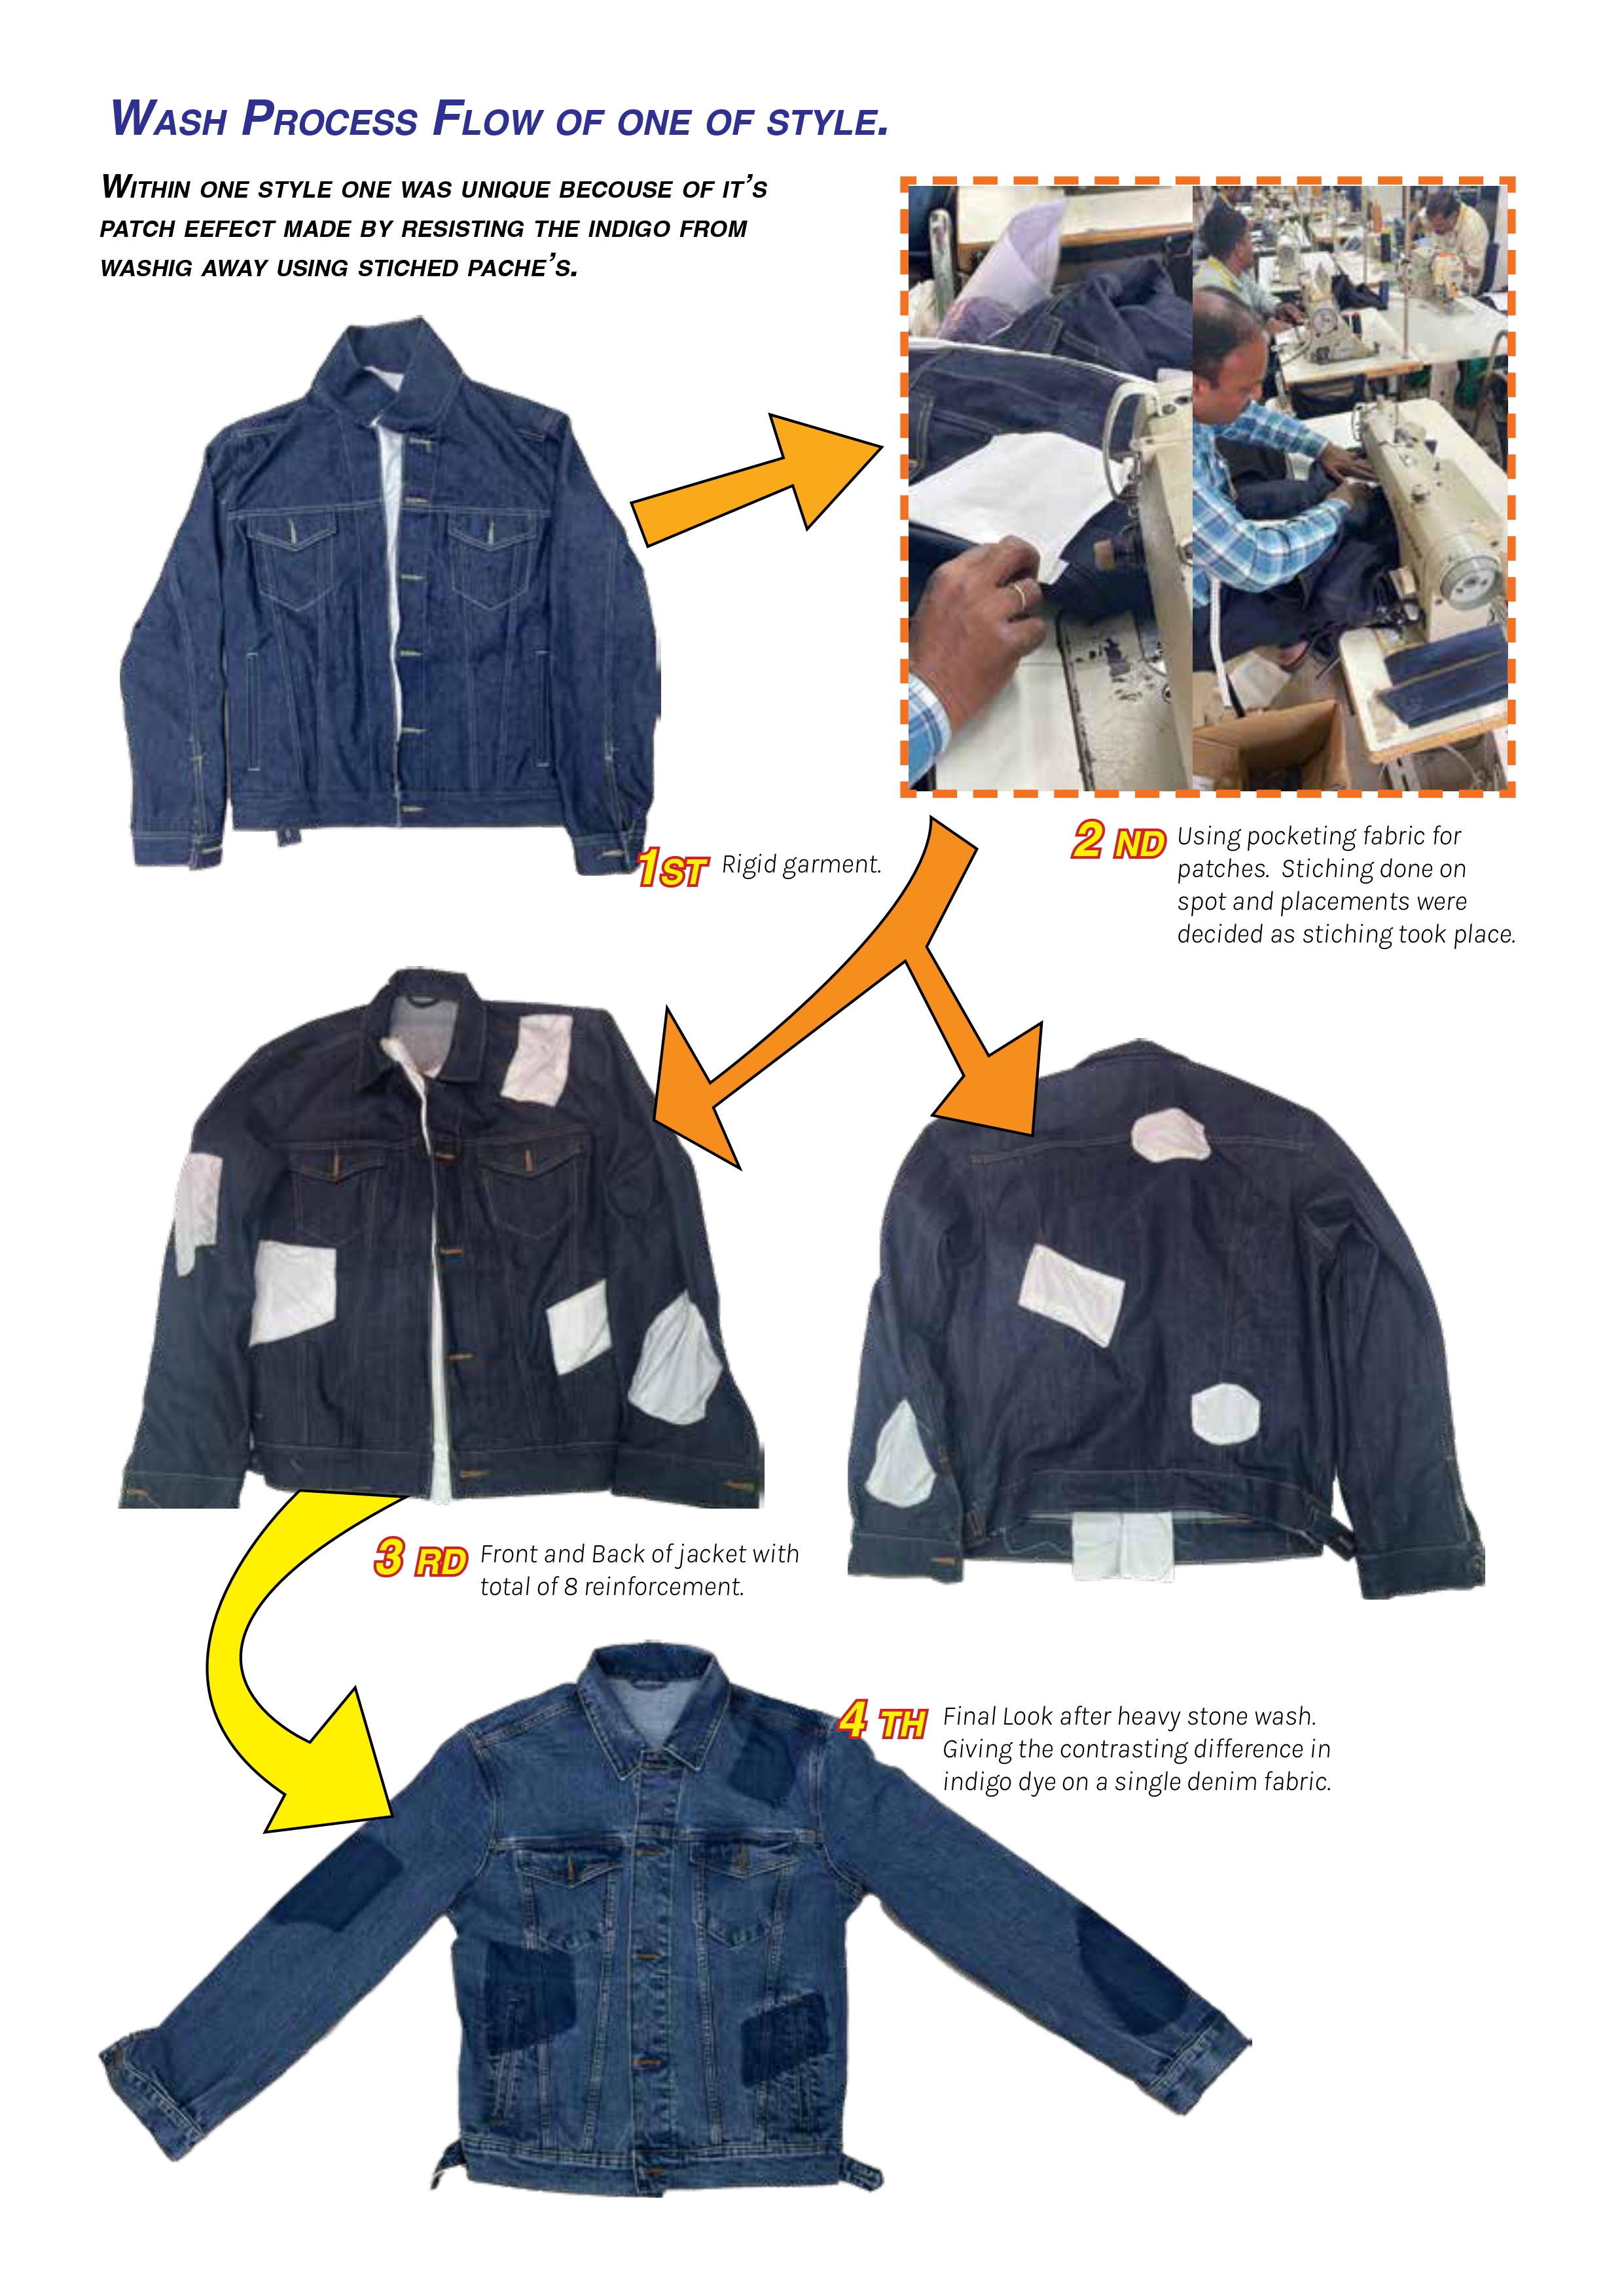 Wash Process Flow of one of style.
Within one style one was unique becouse of it's
patch eefect made by resisting the indigo from
washig away using stiched pache's.
1st Rigid garment.
2 nd Using pocketing fabric for
patches. Stiching done on
spot and placements were
decided as stiching took place.
3 rd Front and Back of jacket with
total of 8 reinforcement.
4 th Final Look after heavy stone wash.
Giving the contrasting difference in
indigo dye on a single denim fabric.